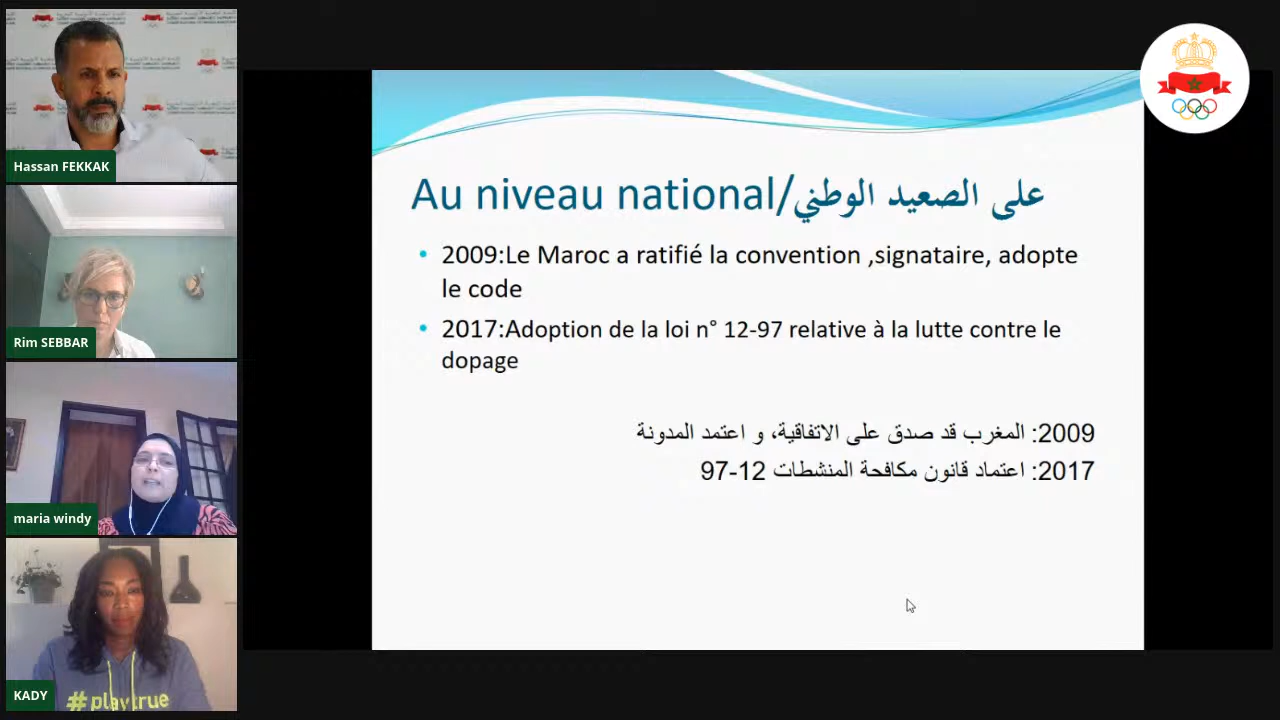 Hassan FEKKAK
Rim SEBBAR
maria windy
KADY
#playtrue
Au niveau national/على الصعيد الوطني
• 2009:Le Maroc a ratifié la convention ,signataire, adopte
le code
• 2017:Adoption de la loi n° 12-97 relative à la lutte contre le
dopage
2009: المغرب قد صدق على الاتفاقية، و اعتمد المدونة
2017: اعتماد قانون مكافحة المنشطات 12-97